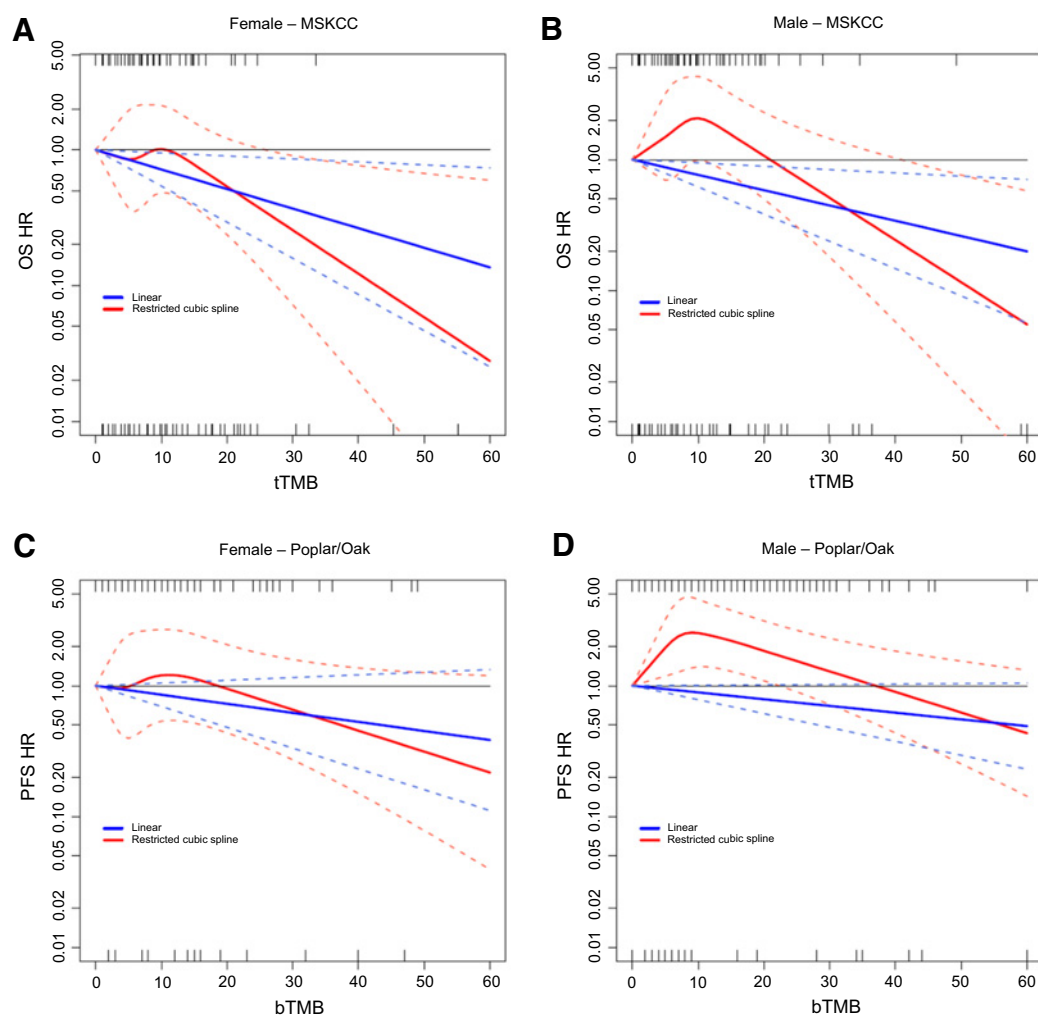 A
Female – MSKCC
5.00
2.00
1.00
0.50
0.20
0.10
0.05
0.02
0.01
OS HR
Linear
Restricted cubic spline
0 10 20 30 40 50 60
tTMB
B
Male – MSKCC
5.00
2.00
1.00
0.50
0.20
0.10
0.05
0.02
0.01
OS HR
Linear
Restricted cubic spline
0 10 20 30 40 50 60
tTMB
C
Female – Poplar/Oak
5.00
2.00
1.00
0.50
0.20
0.10
0.05
0.02
0.01
PFS HR
Linear
Restricted cubic spline
0 10 20 30 40 50 60
bTMB
D
Male – Poplar/Oak
5.00
2.00
1.00
0.50
0.20
0.10
0.05
0.02
0.01
PFS HR
Linear
Restricted cubic spline
0 10 20 30 40 50 60
bTMB